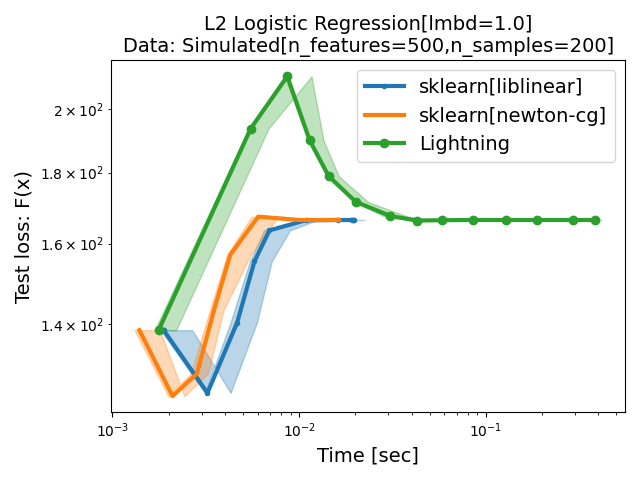 L2 Logistic Regression[lmbd=1.0]
Data: Simulated[n_features=500,n_samples=200]
sklearn[liblinear]
sklearn[newton-cg]
Lightning
Test loss: F(x)
2 × 10²
1.8 × 10²
1.6 × 10²
1.4 × 10²
10⁻³
10⁻²
10⁻¹
Time [sec]